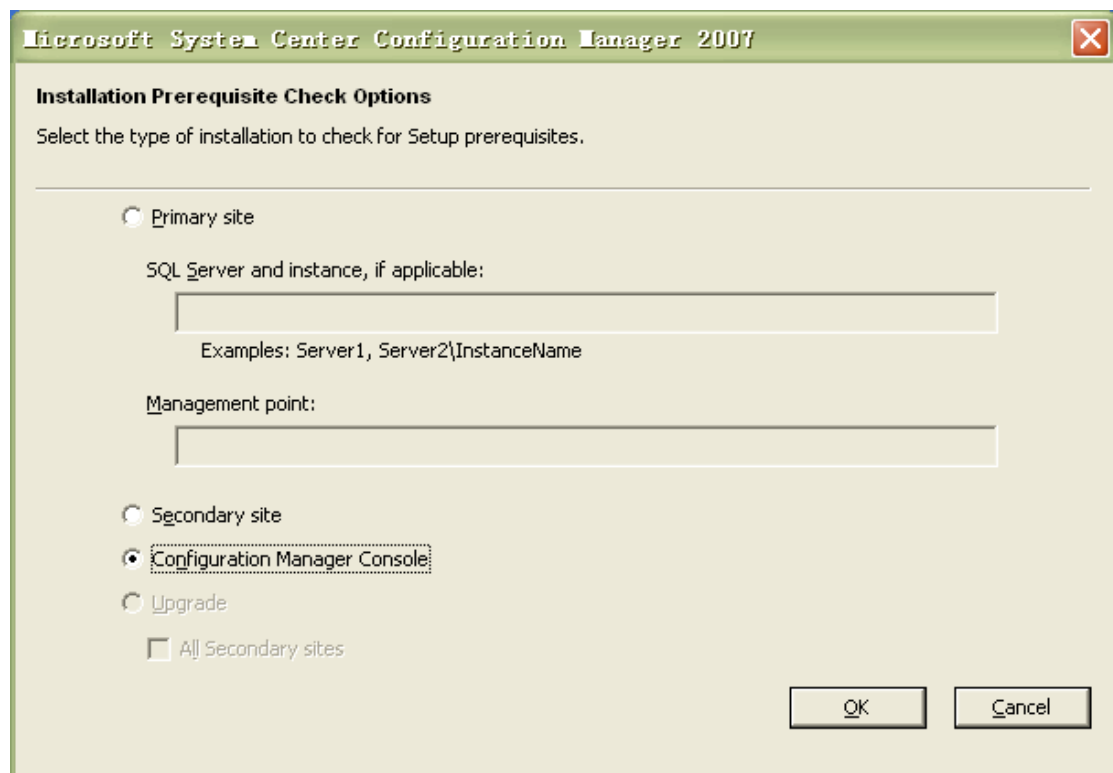 Microsoft System Center Configuration Manager 2007
Installation Prerequisite Check Options
Select the type of installation to check for Setup prerequisites.
Primary site
SQL Server and instance, if applicable:
Examples: Server1, Server2\InstanceName
Management point:
Secondary site
Configuration Manager Console
Upgrade
All Secondary sites
OK Cancel